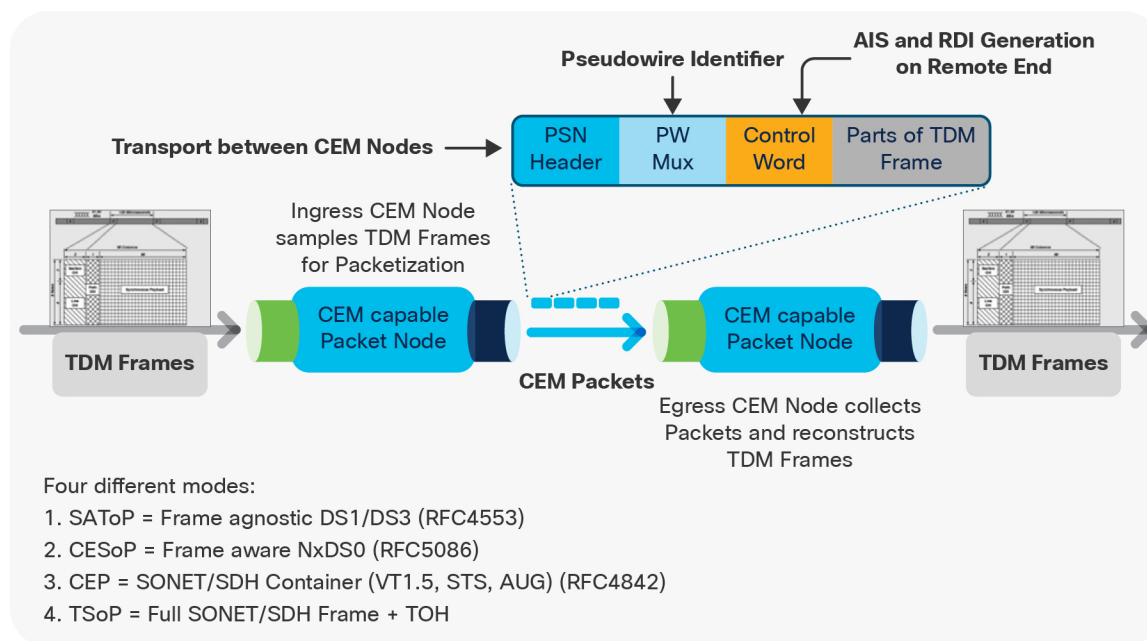 AIS and RDI Generation
on Remote End
Pseudowire Identifier
Transport between CEM Nodes
PSN
Header
PW
Mux
Control
Word
Parts of TDM
Frame
Ingress CEM Node
samples TDM Frames
for Packetization
CEM capable
Packet Node
CEM capable
Packet Node
TDM Frames
CEM Packets
TDM Frames
Egress CEM Node collects
Packets and reconstructs
TDM Frames
Four different modes:
1. SAToP = Frame agnostic DS1/DS3 (RFC4553)
2. CESoP = Frame aware NxDS0 (RFC5086)
3. CEP = SONET/SDH Container (VT1.5, STS, AUG) (RFC4842)
4. TSoP = Full SONET/SDH Frame + TOH